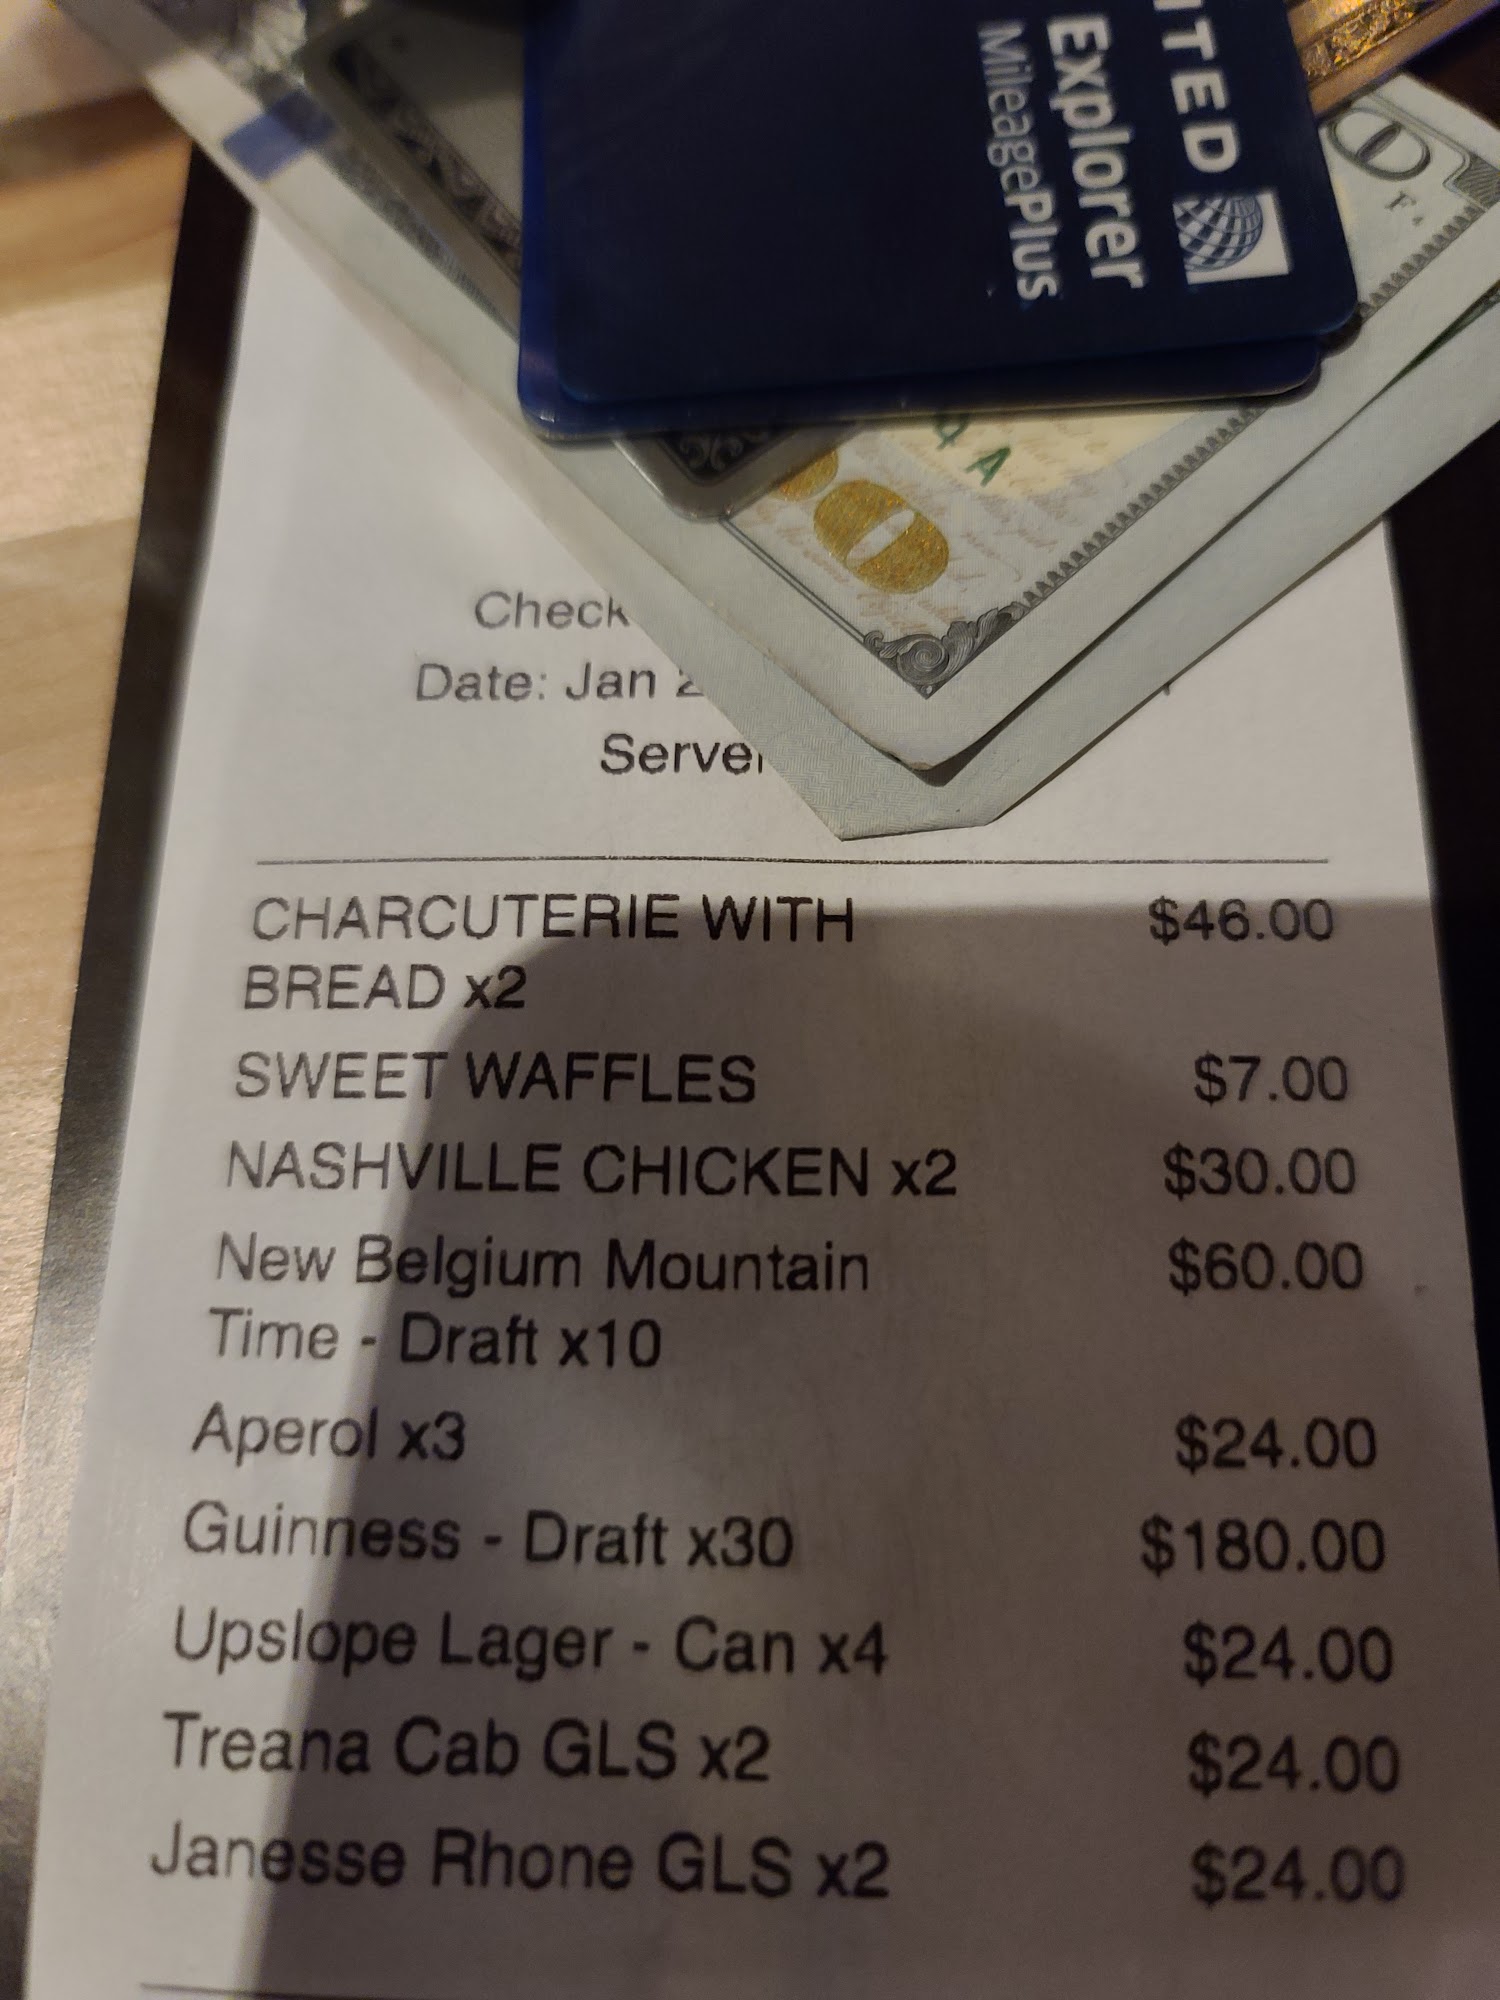 ITED
Explorer
MileagePlus
F
A
Check
Date: Jan
Server
CHARCUTERIE WITH $46.00
BREAD x2
SWEET WAFFLES $7.00
NASHVILLE CHICKEN x2 $30.00
New Belgium Mountain $60.00
Time - Draft x10
Aperol x3 $24.00
Guinness - Draft x30 $180.00
Upslope Lager - Can x4 $24.00
Treana Cab GLS x2 $24.00
Janesse Rhone GLS x2 $24.00